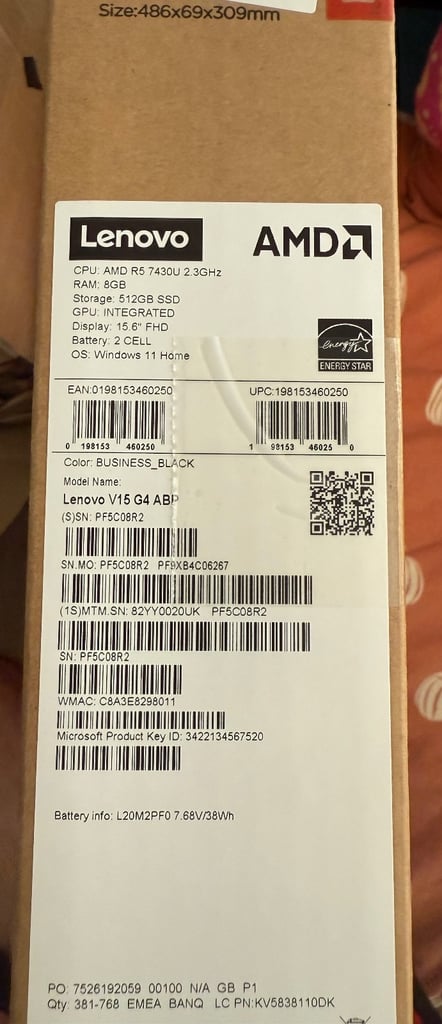 Size:486x69x309mm
Lenovo AMD
CPU: AMD R5 7430U 2.3GHz
RAM: 8GB
Storage: 512GB SSD
GPU: INTEGRATED
Display: 15.6" FHD
Battery: 2 CELL
OS: Windows 11 Home
energy
ENERGY STAR
EAN:0198153460250 UPC:198153460250
0 198153 460250 1 98153 46025 0
Color: BUSINESS_BLACK
Model Name:
Lenovo V15 G4 ABP
(S)SN: PF5C08R2
SN.MO: PF5C08R2 PF9XB4C06267
(1S)MTM.SN: 82YY0020UK PF5C08R2
SN: PF5C08R2
WMAC: C8A3E8298011
Microsoft Product Key ID: 3422134567520
Battery info: L20M2PF0 7.68V/38Wh
PO: 7526192059 00100 N/A GB P1
Qty: 381-768 EMEA BANQ LC PN:KV5838110DK